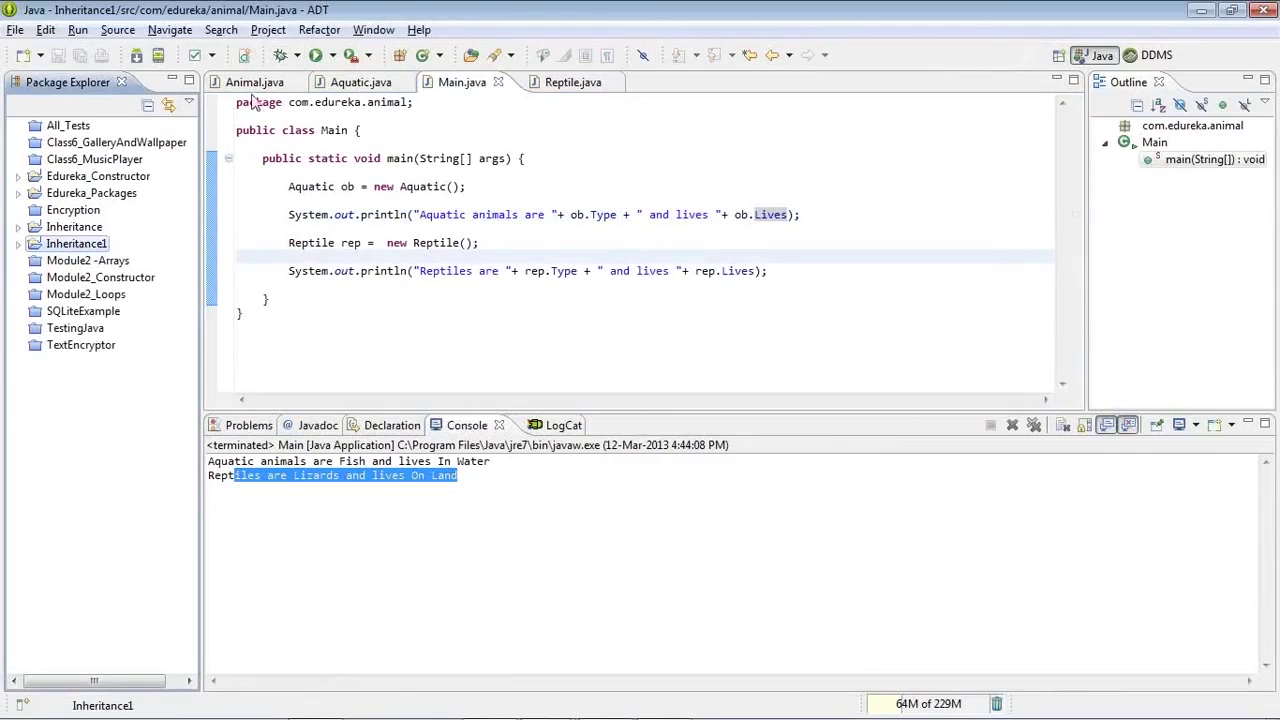 Java - Inheritance1/src/com/edureka/animal/Main.java - ADT
File Edit Run Source Navigate Search Project Refactor Window Help
Java DDMS
Package Explorer
Animal.java Aquatic.java Main.java Reptile.java
Outline
All_Tests
Class6_GalleryAndWallpaper
Class6_MusicPlayer
Edureka_Constructor
Edureka_Packages
Encryption
Inheritance
Inheritance1
Module2 -Arrays
Module2_Constructor
Module2_Loops
SQLiteExample
TestingJava
TextEncryptor
package com.edureka.animal;
public class Main {
public static void main(String[] args) {
Aquatic ob = new Aquatic();
System.out.println("Aquatic animals are "+ ob.Type + " and lives "+ ob.Lives);
Reptile rep =  new Reptile();
System.out.println("Reptiles are "+ rep.Type + " and lives "+ rep.Lives);
}
}
com.edureka.animal
Main
main(String[]) : void
Problems Javadoc Declaration Console LogCat
<terminated> Main [Java Application] C:\Program Files\Java\jre7\bin\javaw.exe (12-Mar-2013 4:44:08 PM)
Aquatic animals are Fish and lives In Water
Reptiles are Lizards and lives On Land
Inheritance1
64M of 229M